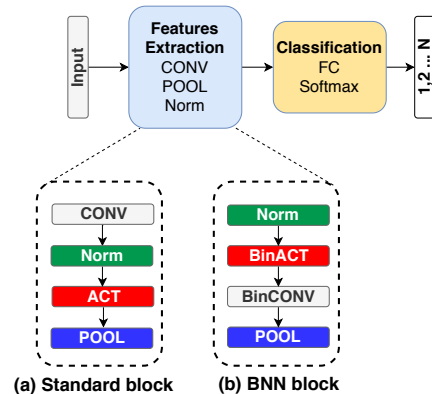 Input
Features
Extraction
CONV
POOL
Norm
Classification
FC
Softmax
1,2 ... N
CONV
Norm
ACT
POOL
Norm
BinACT
BinCONV
POOL
(a) Standard block
(b) BNN block